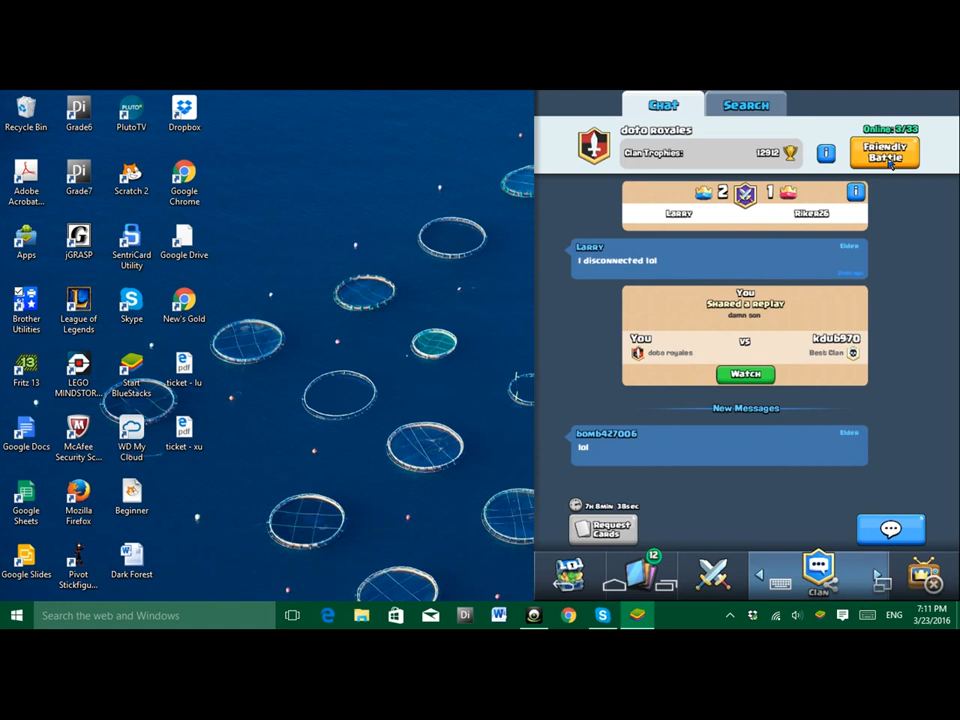 Recycle Bin
Grade6
PlutoTV
Dropbox
Adobe
Acrobat...
Grade7
Scratch 2
Google
Chrome
Apps
jGRASP
SentriCard
Utility
Google Drive
Brother
Utilities
League of
Legends
Skype
New's Gold
Fritz 13
LEGO
MINDSTOR...
Start
BlueStacks
ticket - lu
Google Docs
McAfee
Security Sc...
WD My
Cloud
ticket - xu
Google
Sheets
Mozilla
Firefox
Beginner
Google Slides
Pivot
Stickfigu...
Dark Forest
Chat
Search
doto royales
Online: 3/33
Clan Trophies:
12912
Friendly
Battle
2
1
Larry
Riker26
Larry
Elder
I disconnected lol
You
Shared a replay
damn son
You
vs
kdub970
doto royales
Best Clan
Watch
New Messages
bomb427006
Elder
lol
7h 8min 38sec
Request
Cards
12
Clan
Search the web and Windows
ENG
7:11 PM
3/23/2016